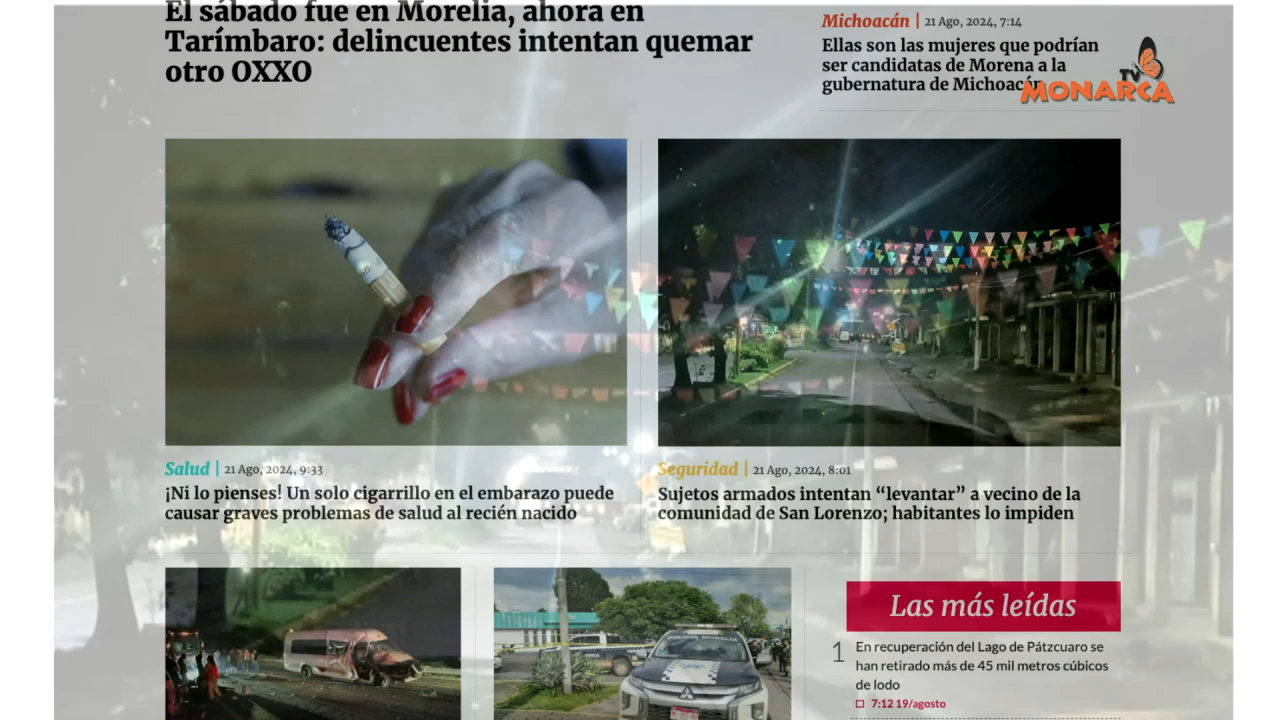 El sábado fue en Morelia, ahora en
Tarímbaro: delincuentes intentan quemar
otro OXXO
Michoacán | 21 Ago, 2024, 7:14
Ellas son las mujeres que podrían
ser candidatas de Morena a la
gubernatura de Michoacán
TV
MONARCA
Salud | 21 Ago, 2024, 9:33
¡Ni lo pienses! Un solo cigarrillo en el embarazo puede
causar graves problemas de salud al recién nacido
Seguridad | 21 Ago, 2024, 8:01
Sujetos armados intentan “levantar” a vecino de la
comunidad de San Lorenzo; habitantes lo impiden
Las más leídas
1 En recuperación del Lago de Pátzcuaro se
han retirado más de 45 mil metros cúbicos
de lodo
7:12 19/agosto